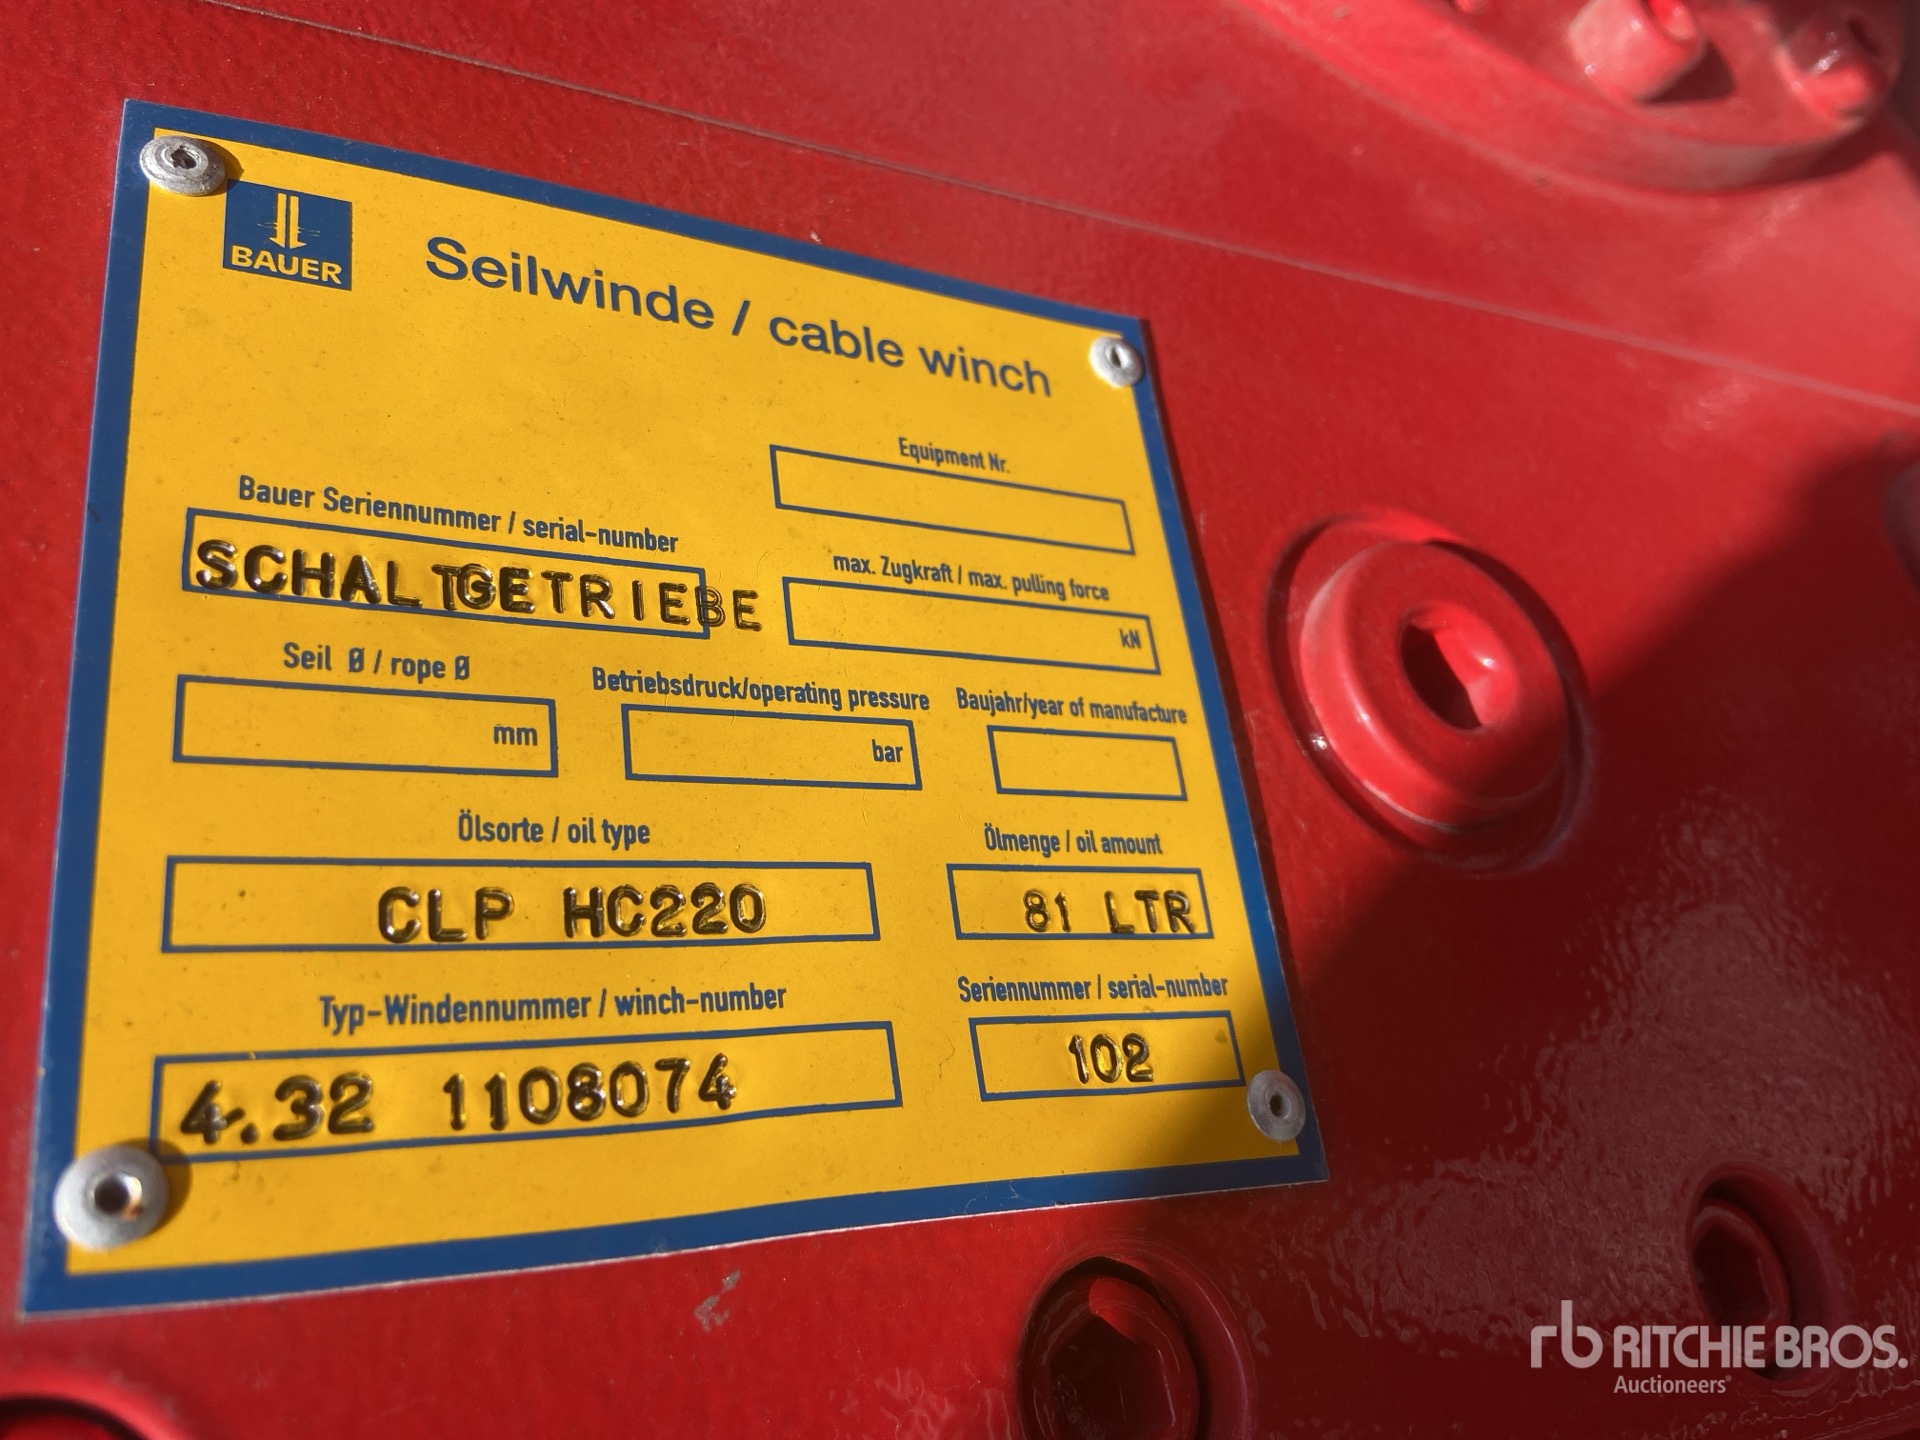 BAUER
Seilwinde / cable winch
Equipment Nr.
Bauer Seriennummer / serial-number
SCHALTGETRIEBE
max. Zugkraft / max. pulling force
kN
Seil Ø / rope Ø
mm
Betriebsdruck/operating pressure
bar
Baujahr/year of manufacture
Ölsorte / oil type
CLP HC220
Ölmenge / oil amount
81 LTR
Typ-Windennummer / winch-number
4.32 1108074
Seriennummer / serial-number
102
rb RITCHIE BROS.
Auctioneers